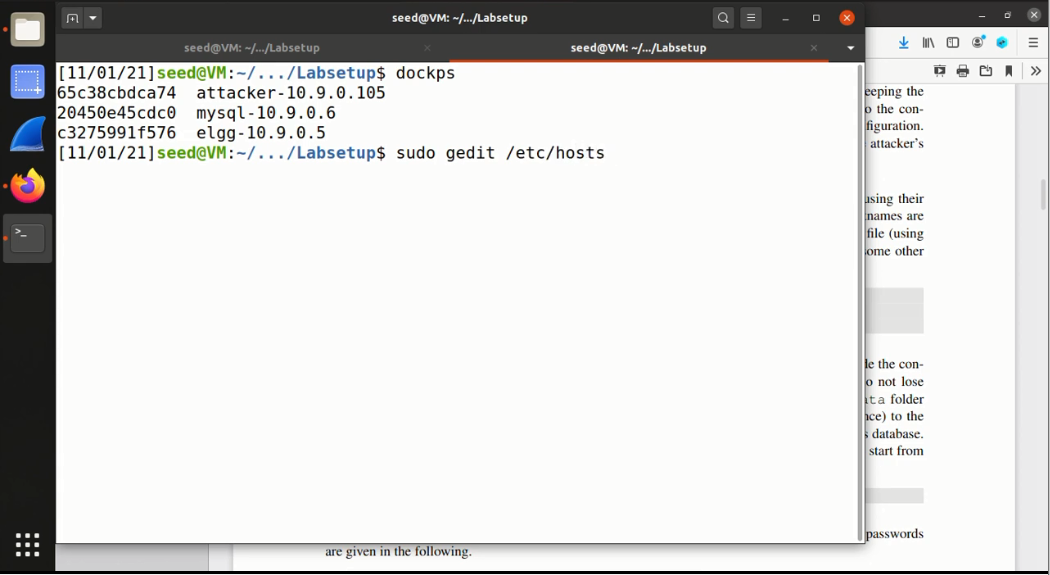 seed@VM: ~/.../Labsetup
seed@VM: ~/.../Labsetup
seed@VM: ~/.../Labsetup
[11/01/21]seed@VM:~/.../Labsetup$ dockps
65c38cbdca74  attacker-10.9.0.105
20450e45cdc0  mysql-10.9.0.6
c3275991f576  elgg-10.9.0.5
[11/01/21]seed@VM:~/.../Labsetup$ sudo gedit /etc/hosts
eeping the
o the con-
figuration.
attacker's
using their
names are
file (using
ome other
de the con-
o not lose
ata folder
nce) to the
s database.
start from
passwords
are given in the following.